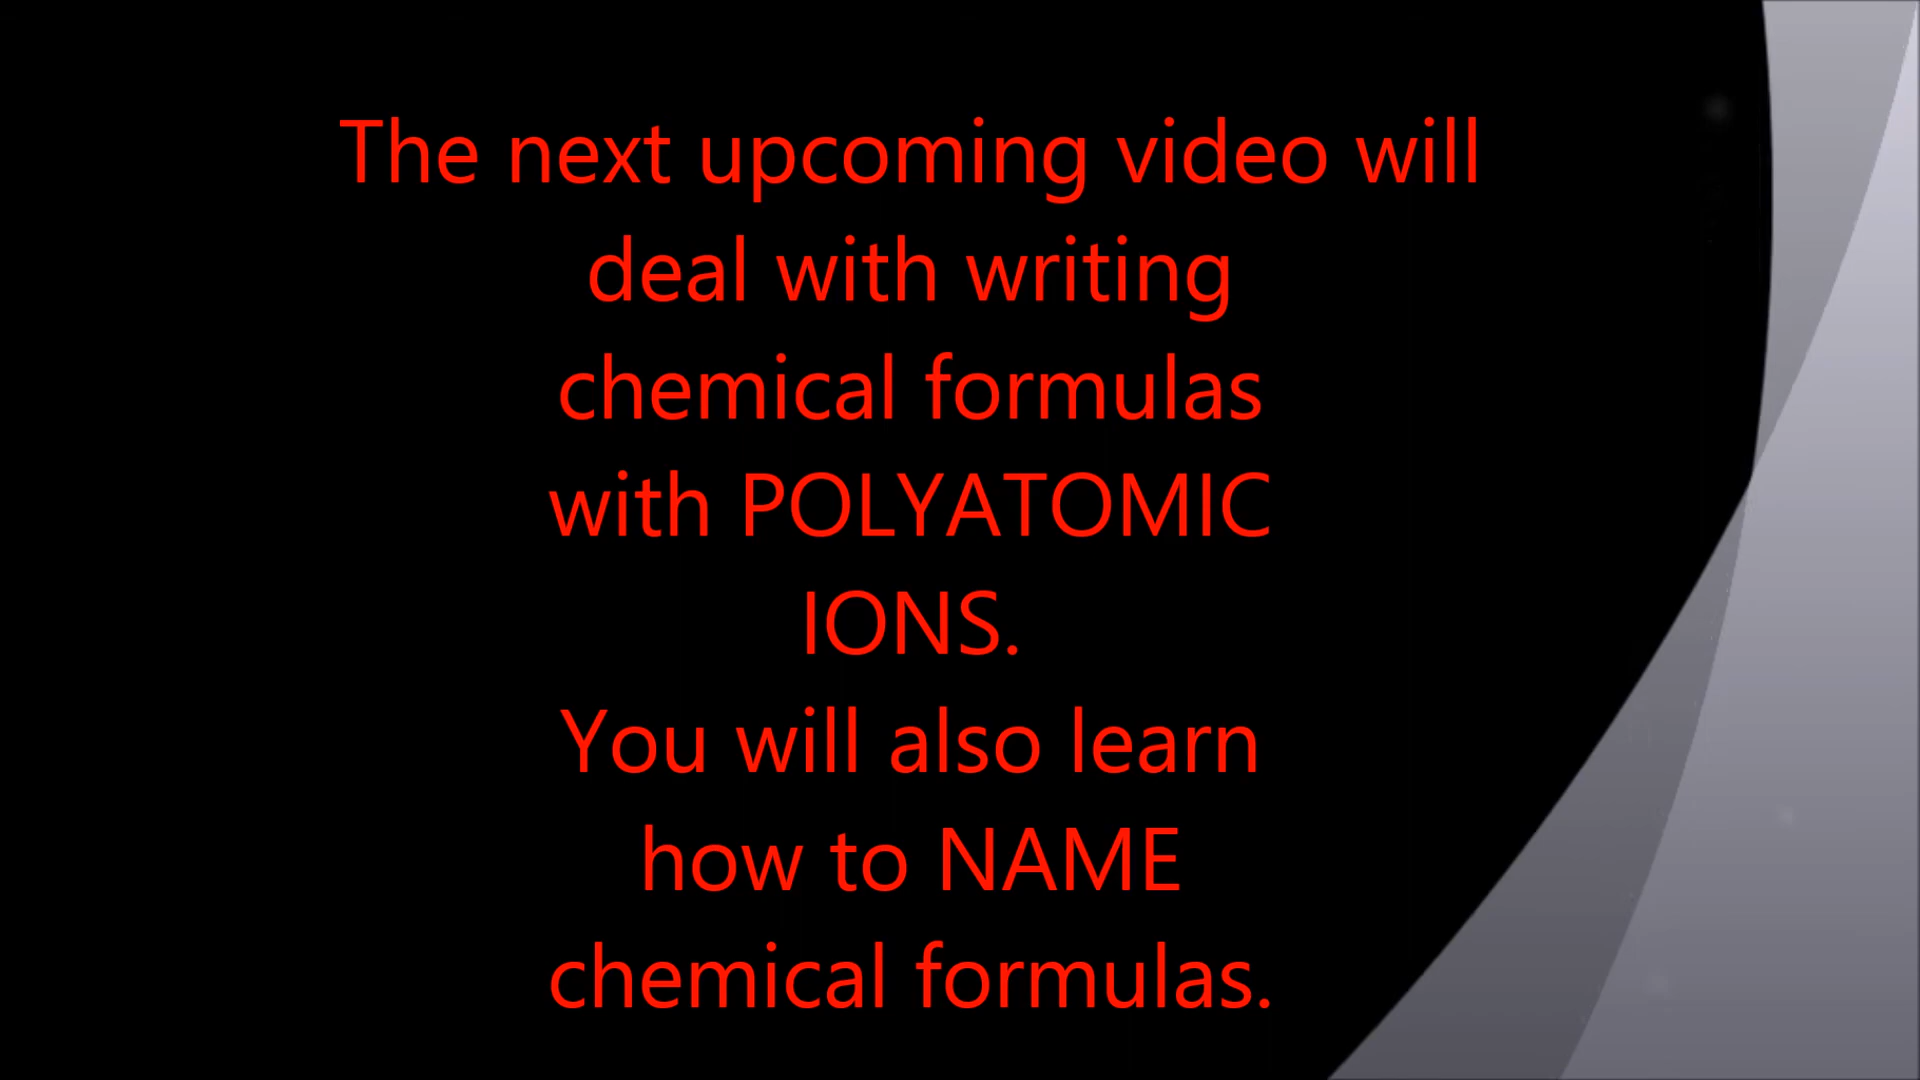 The next upcoming video will
deal with writing
chemical formulas
with POLYATOMIC
IONS.
You will also learn
how to NAME
chemical formulas.